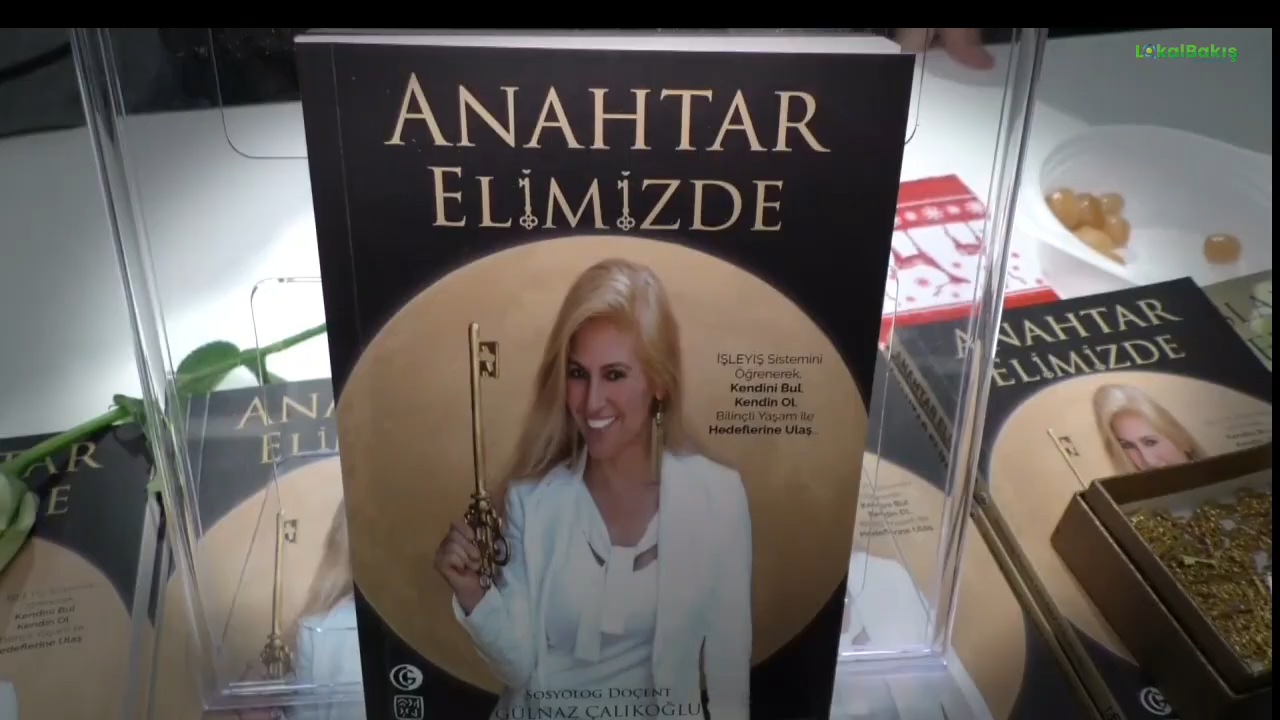 LokalBakış
ANAHTAR
ELİMİZDE
İŞLEYİŞ Sistemini
Öğrenerek,
Kendini Bul,
Kendin Ol,
Bilinçli Yaşam ile
Hedeflerine Ulaş...
SOSYOLOG DOÇENT
GÜLNAZ ÇALIKOĞLU
ANAHTAR
ELİMİZDE
ANA
ELİ
TAR
DE
Kendini Bul
Kendin Ol
Hedeflerine Ulaş